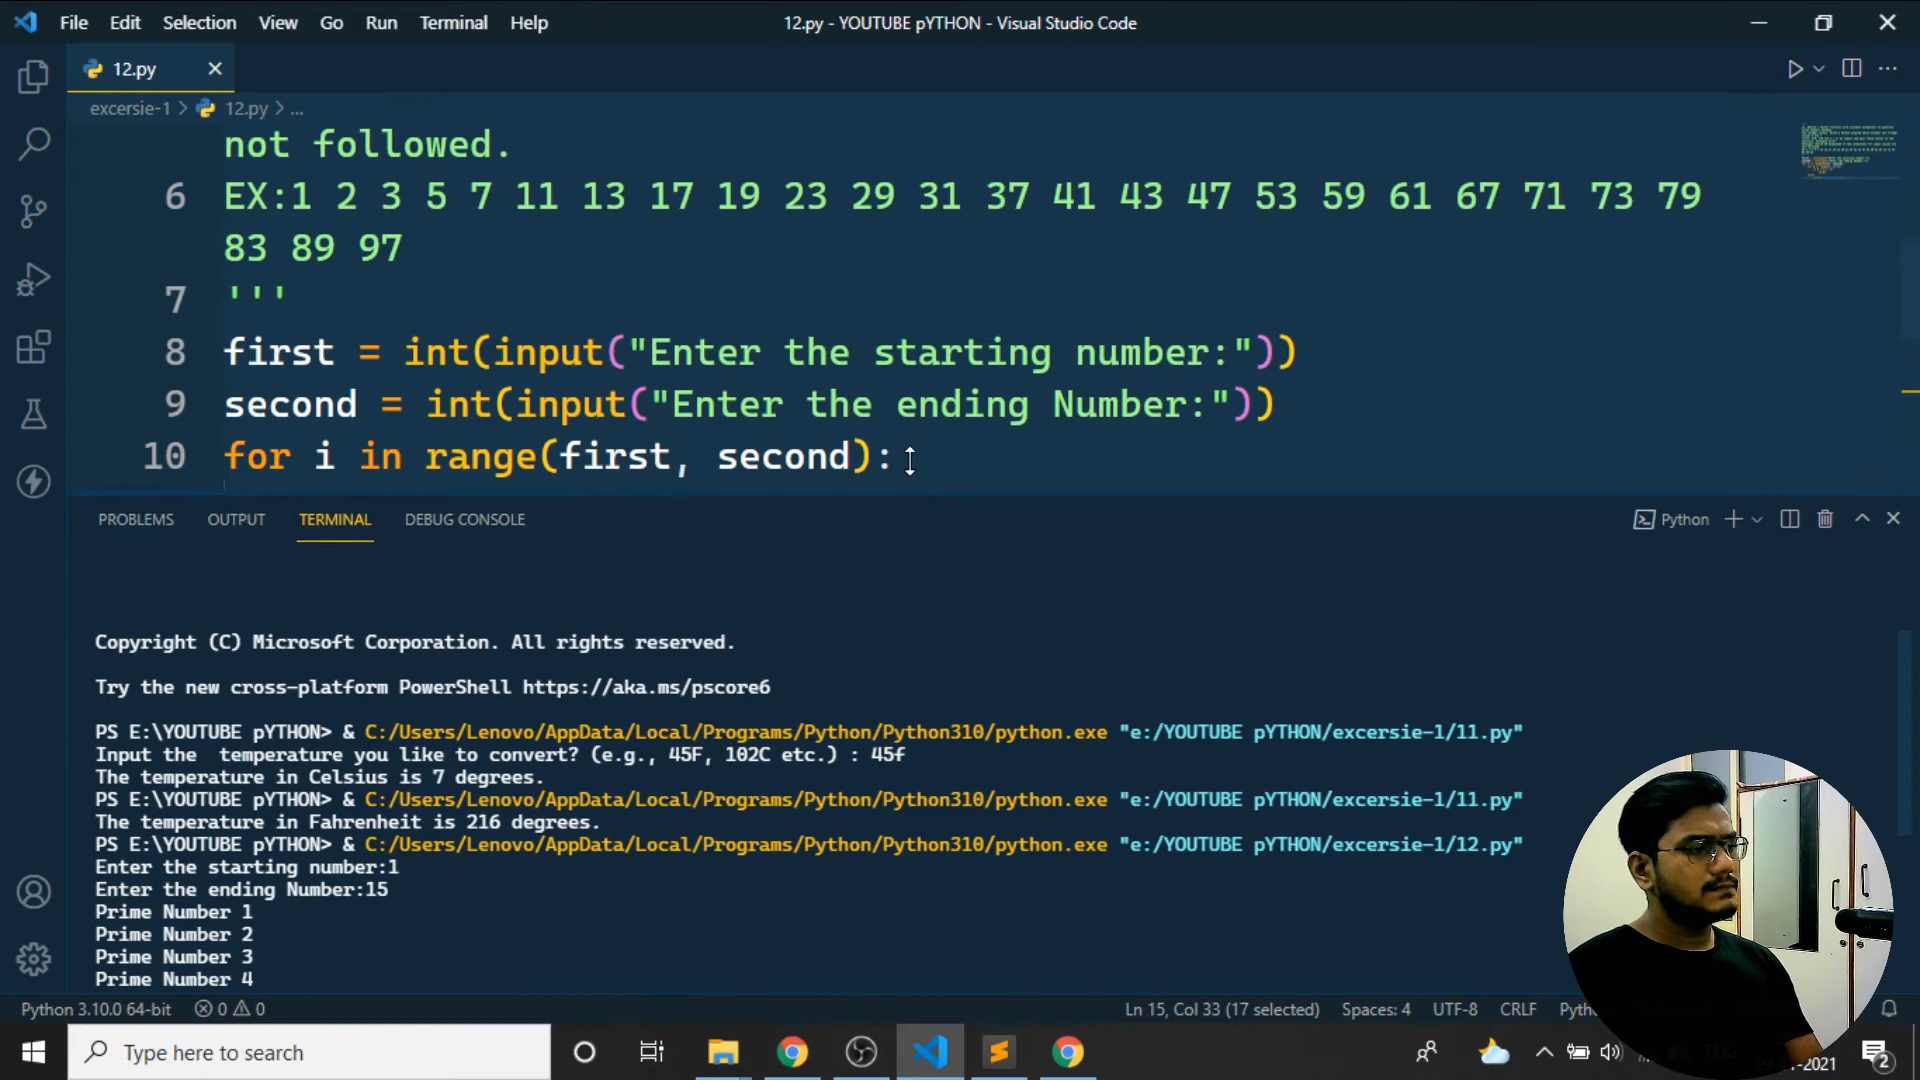 File Edit Selection View Go Run Terminal Help
12.py - YOUTUBE pYTHON - Visual Studio Code
12.py
excersie-1 > 12.py > ...
not followed.
6 EX:1 2 3 5 7 11 13 17 19 23 29 31 37 41 43 47 53 59 61 67 71 73 79
83 89 97
7 '''
8 first = int(input("Enter the starting number:"))
9 second = int(input("Enter the ending Number:"))
10 for i in range(first, second):
PROBLEMS OUTPUT TERMINAL DEBUG CONSOLE
Python
Copyright (C) Microsoft Corporation. All rights reserved.
Try the new cross-platform PowerShell https://aka.ms/pscore6
PS E:\YOUTUBE pYTHON> & C:/Users/Lenovo/AppData/Local/Programs/Python/Python310/python.exe "e:/YOUTUBE pYTHON/excersie-1/11.py"
Input the  temperature you like to convert? (e.g., 45F, 102C etc.) : 45f
The temperature in Celsius is 7 degrees.
PS E:\YOUTUBE pYTHON> & C:/Users/Lenovo/AppData/Local/Programs/Python/Python310/python.exe "e:/YOUTUBE pYTHON/excersie-1/11.py"
The temperature in Fahrenheit is 216 degrees.
PS E:\YOUTUBE pYTHON> & C:/Users/Lenovo/AppData/Local/Programs/Python/Python310/python.exe "e:/YOUTUBE pYTHON/excersie-1/12.py"
Enter the starting number:1
Enter the ending Number:15
Prime Number 1
Prime Number 2
Prime Number 3
Prime Number 4
Python 3.10.0 64-bit 0 0 Ln 15, Col 33 (17 selected) Spaces: 4 UTF-8 CRLF
Type here to search
2